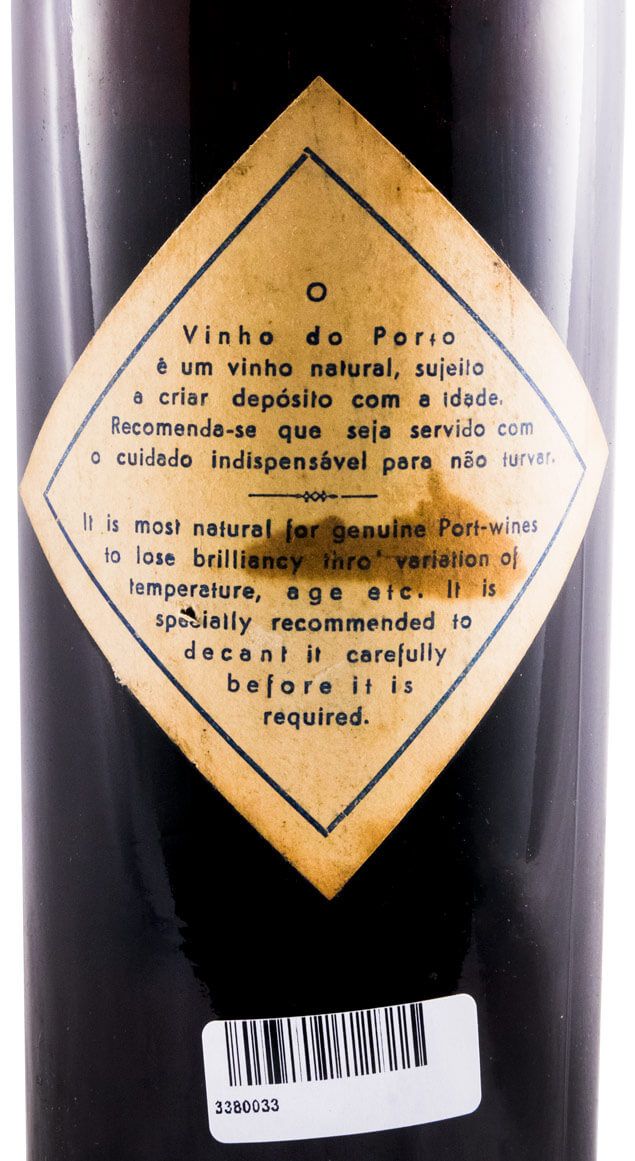 O
Vinho do Porto
é um vinho natural, sujeito
a criar depósito com a idade.
Recomenda-se que seja servido com
o cuidado indispensável para não turvar.
It is most natural for genuine Port-wines
to lose brilliancy thro' variation of
temperature, age etc. It is
specially recommended to
decant it carefully
before it is
required.
3380033